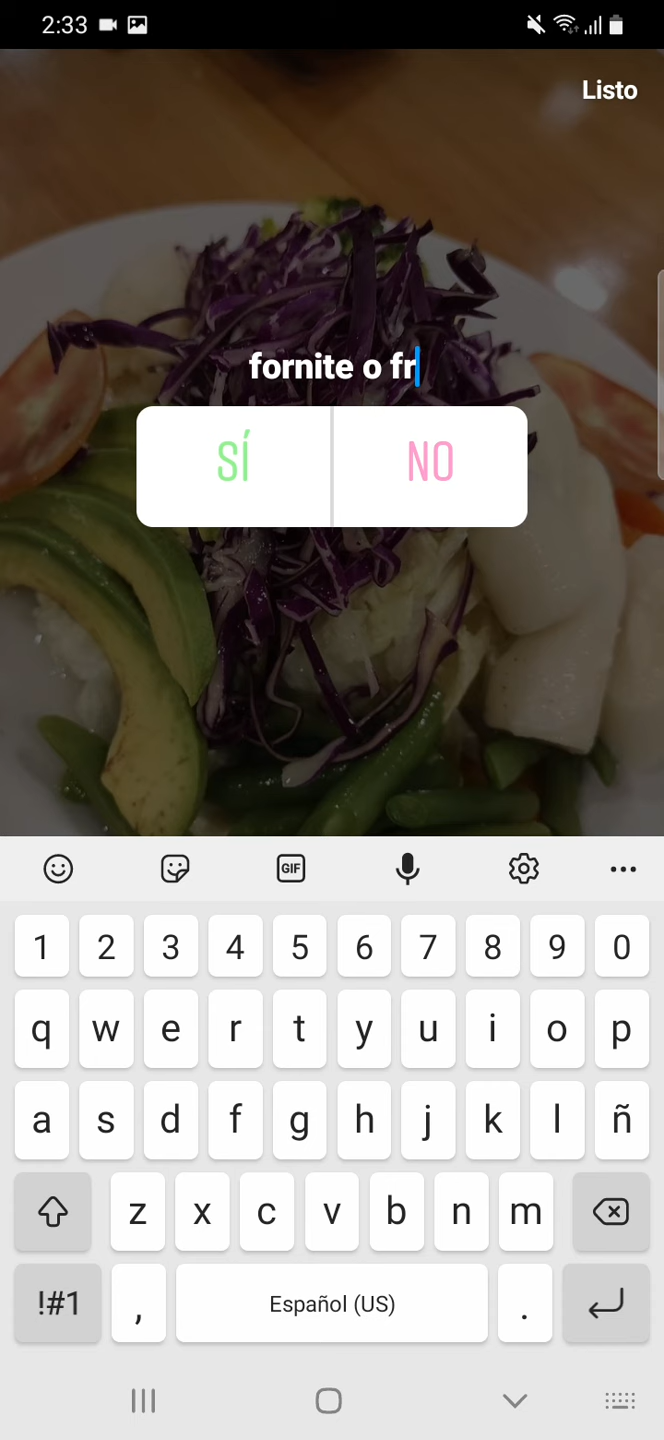 2:33
Listo
fornite o fr
SÍ NO
GIF
1 2 3 4 5 6 7 8 9 0
q w e r t y u i o p
a s d f g h j k l ñ
z x c v b n m
!#1 , Español (US) .